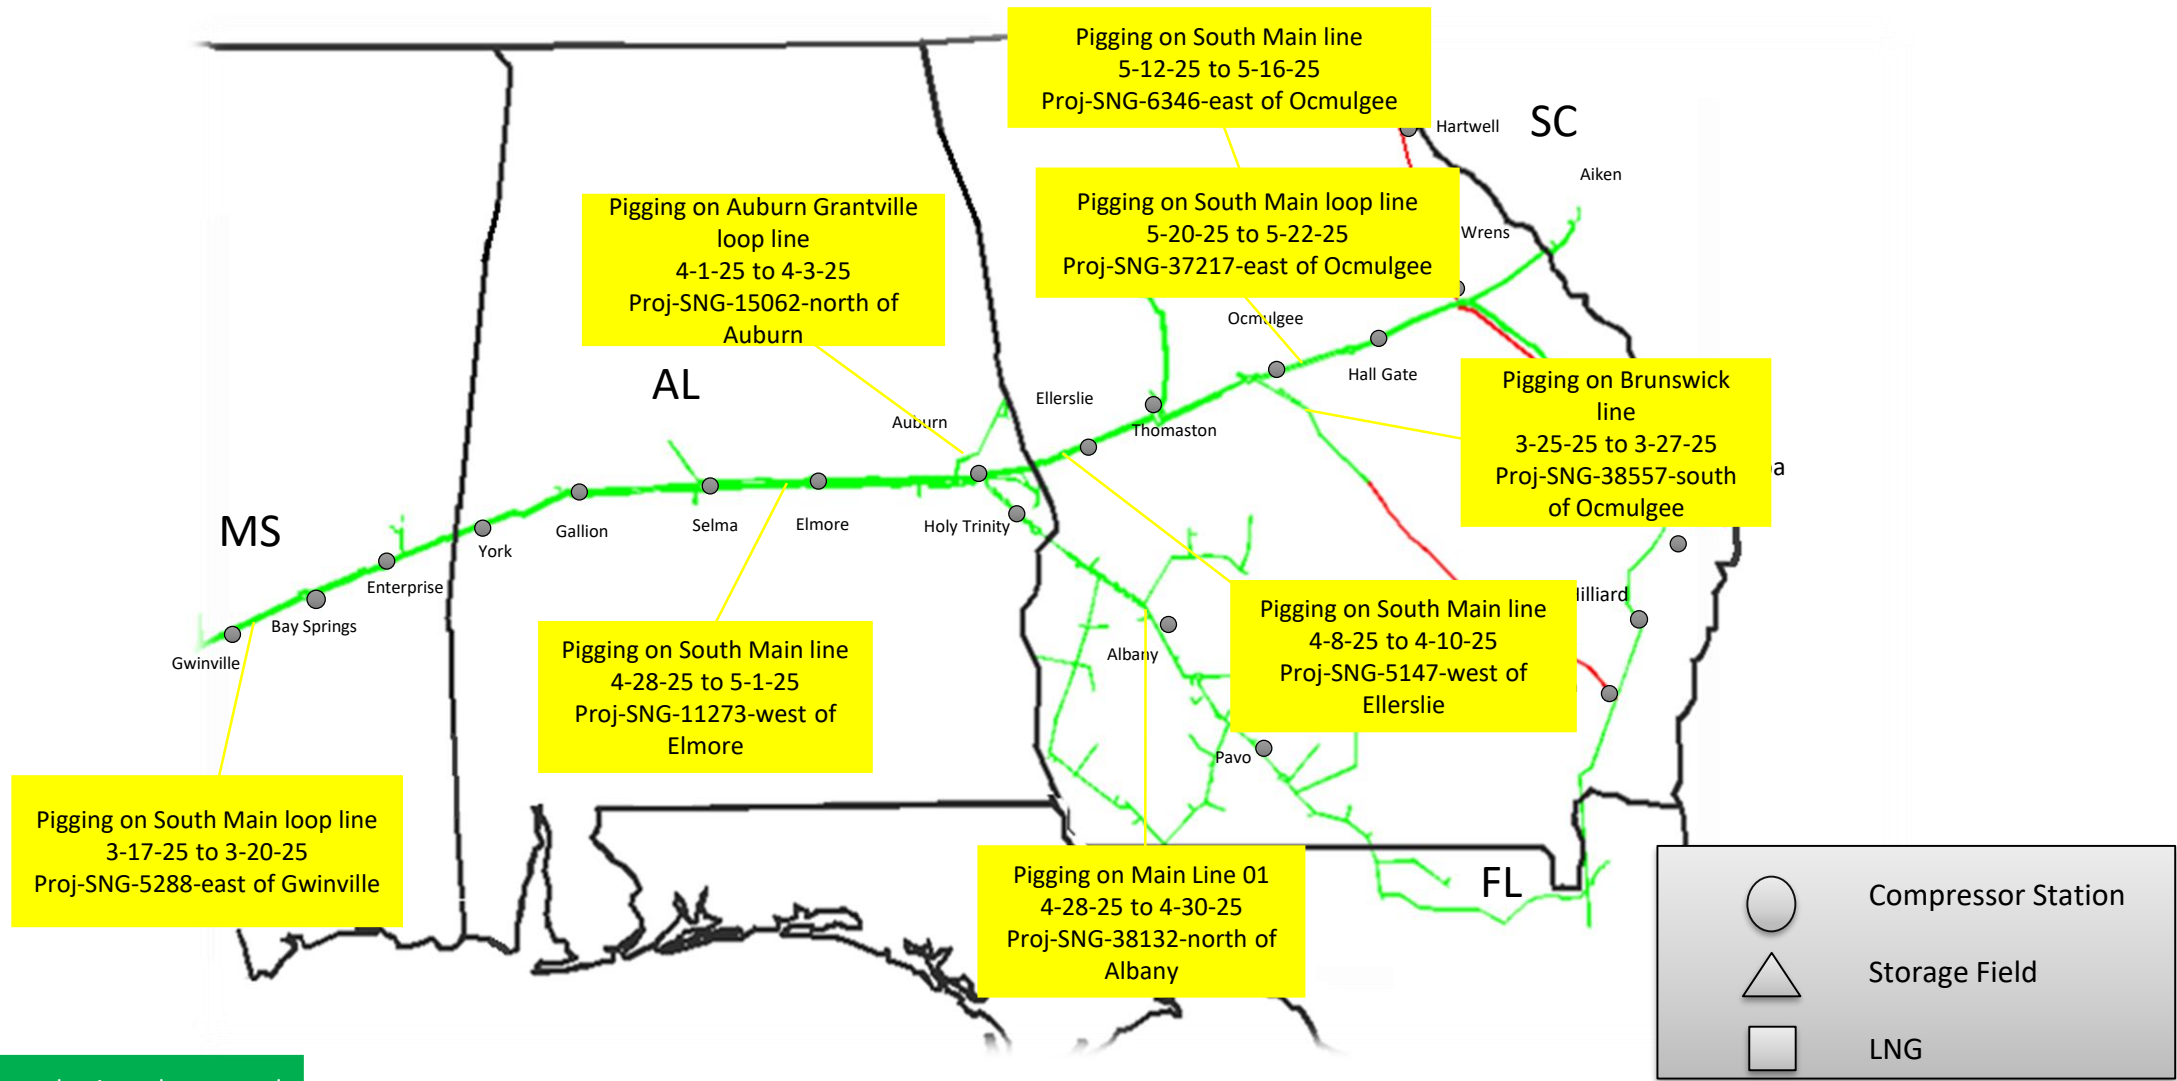 Pigging on South Main line
5-12-25 to 5-16-25
Proj-SNG-6346-east of Ocmulgee
Hartwell
SC
Aiken
Pigging on South Main loop line
5-20-25 to 5-22-25
Proj-SNG-37217-east of Ocmulgee
Wrens
Pigging on Auburn Grantville
loop line
4-1-25 to 4-3-25
Proj-SNG-15062-north of
Auburn
Ocmulgee
Hall Gate
AL
Ellerslie
Auburn
Thomaston
Pigging on Brunswick
line
3-25-25 to 3-27-25
Proj-SNG-38557-south
of Ocmulgee
MS
Gallion
Selma
Elmore
Holy Trinity
York
Enterprise
Bay Springs
Gwinville
Albany
Pavo
Pigging on South Main line
4-28-25 to 5-1-25
Proj-SNG-11273-west of
Elmore
Pigging on South Main line
4-8-25 to 4-10-25
Proj-SNG-5147-west of
Ellerslie
Pigging on South Main loop line
3-17-25 to 3-20-25
Proj-SNG-5288-east of Gwinville
Pigging on Main Line 01
4-28-25 to 4-30-25
Proj-SNG-38132-north of
Albany
FL
Compressor Station
Storage Field
LNG